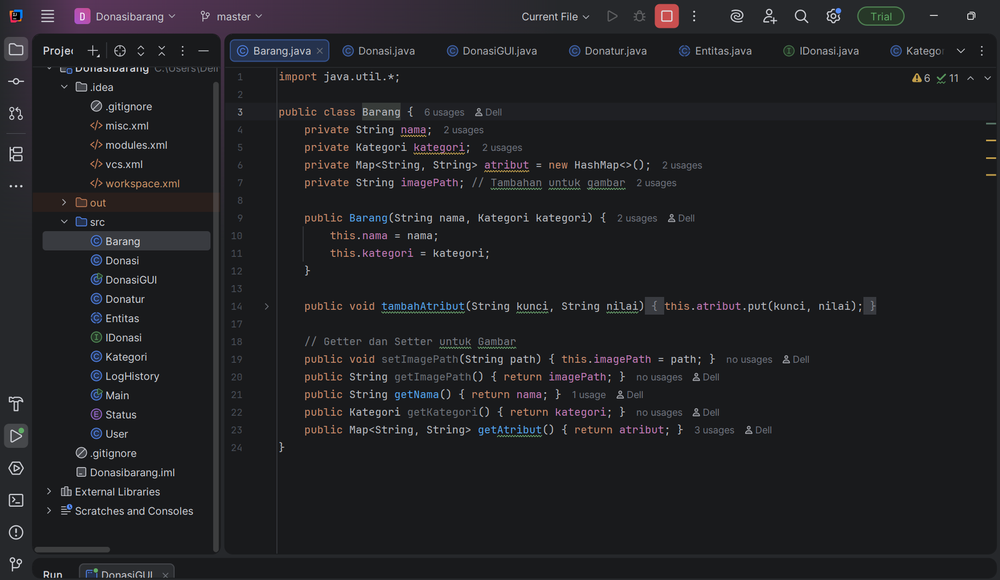 D Donasibarang master Current File Trial
Projec
Barang.java Donasi.java DonasiGUI.java Donatur.java Entitas.java IDonasi.java Kategor
Donasibarang C:\Users\Dell
.idea
.gitignore
misc.xml
modules.xml
vcs.xml
workspace.xml
out
src
Barang
Donasi
DonasiGUI
Donatur
Entitas
IDonasi
Kategori
LogHistory
Main
Status
User
.gitignore
Donasibarang.iml
External Libraries
Scratches and Consoles
6 11
1 import java.util.*;
2
3 public class Barang { 6 usages Dell
4 private String nama; 2 usages
5 private Kategori kategori; 2 usages
6 private Map<String, String> atribut = new HashMap<>(); 2 usages
7 private String imagePath; // Tambahan untuk gambar 2 usages
8
9 public Barang(String nama, Kategori kategori) { 2 usages Dell
10 this.nama = nama;
11 this.kategori = kategori;
12 }
13
14 public void tambahAtribut(String kunci, String nilai) { this.atribut.put(kunci, nilai); }
17
18 // Getter dan Setter untuk Gambar
19 public void setImagePath(String path) { this.imagePath = path; } no usages Dell
20 public String getImagePath() { return imagePath; } no usages Dell
21 public String getNama() { return nama; } 1 usage Dell
22 public Kategori getKategori() { return kategori; } no usages Dell
23 public Map<String, String> getAtribut() { return atribut; } 3 usages Dell
24 }
Run DonasiGUI